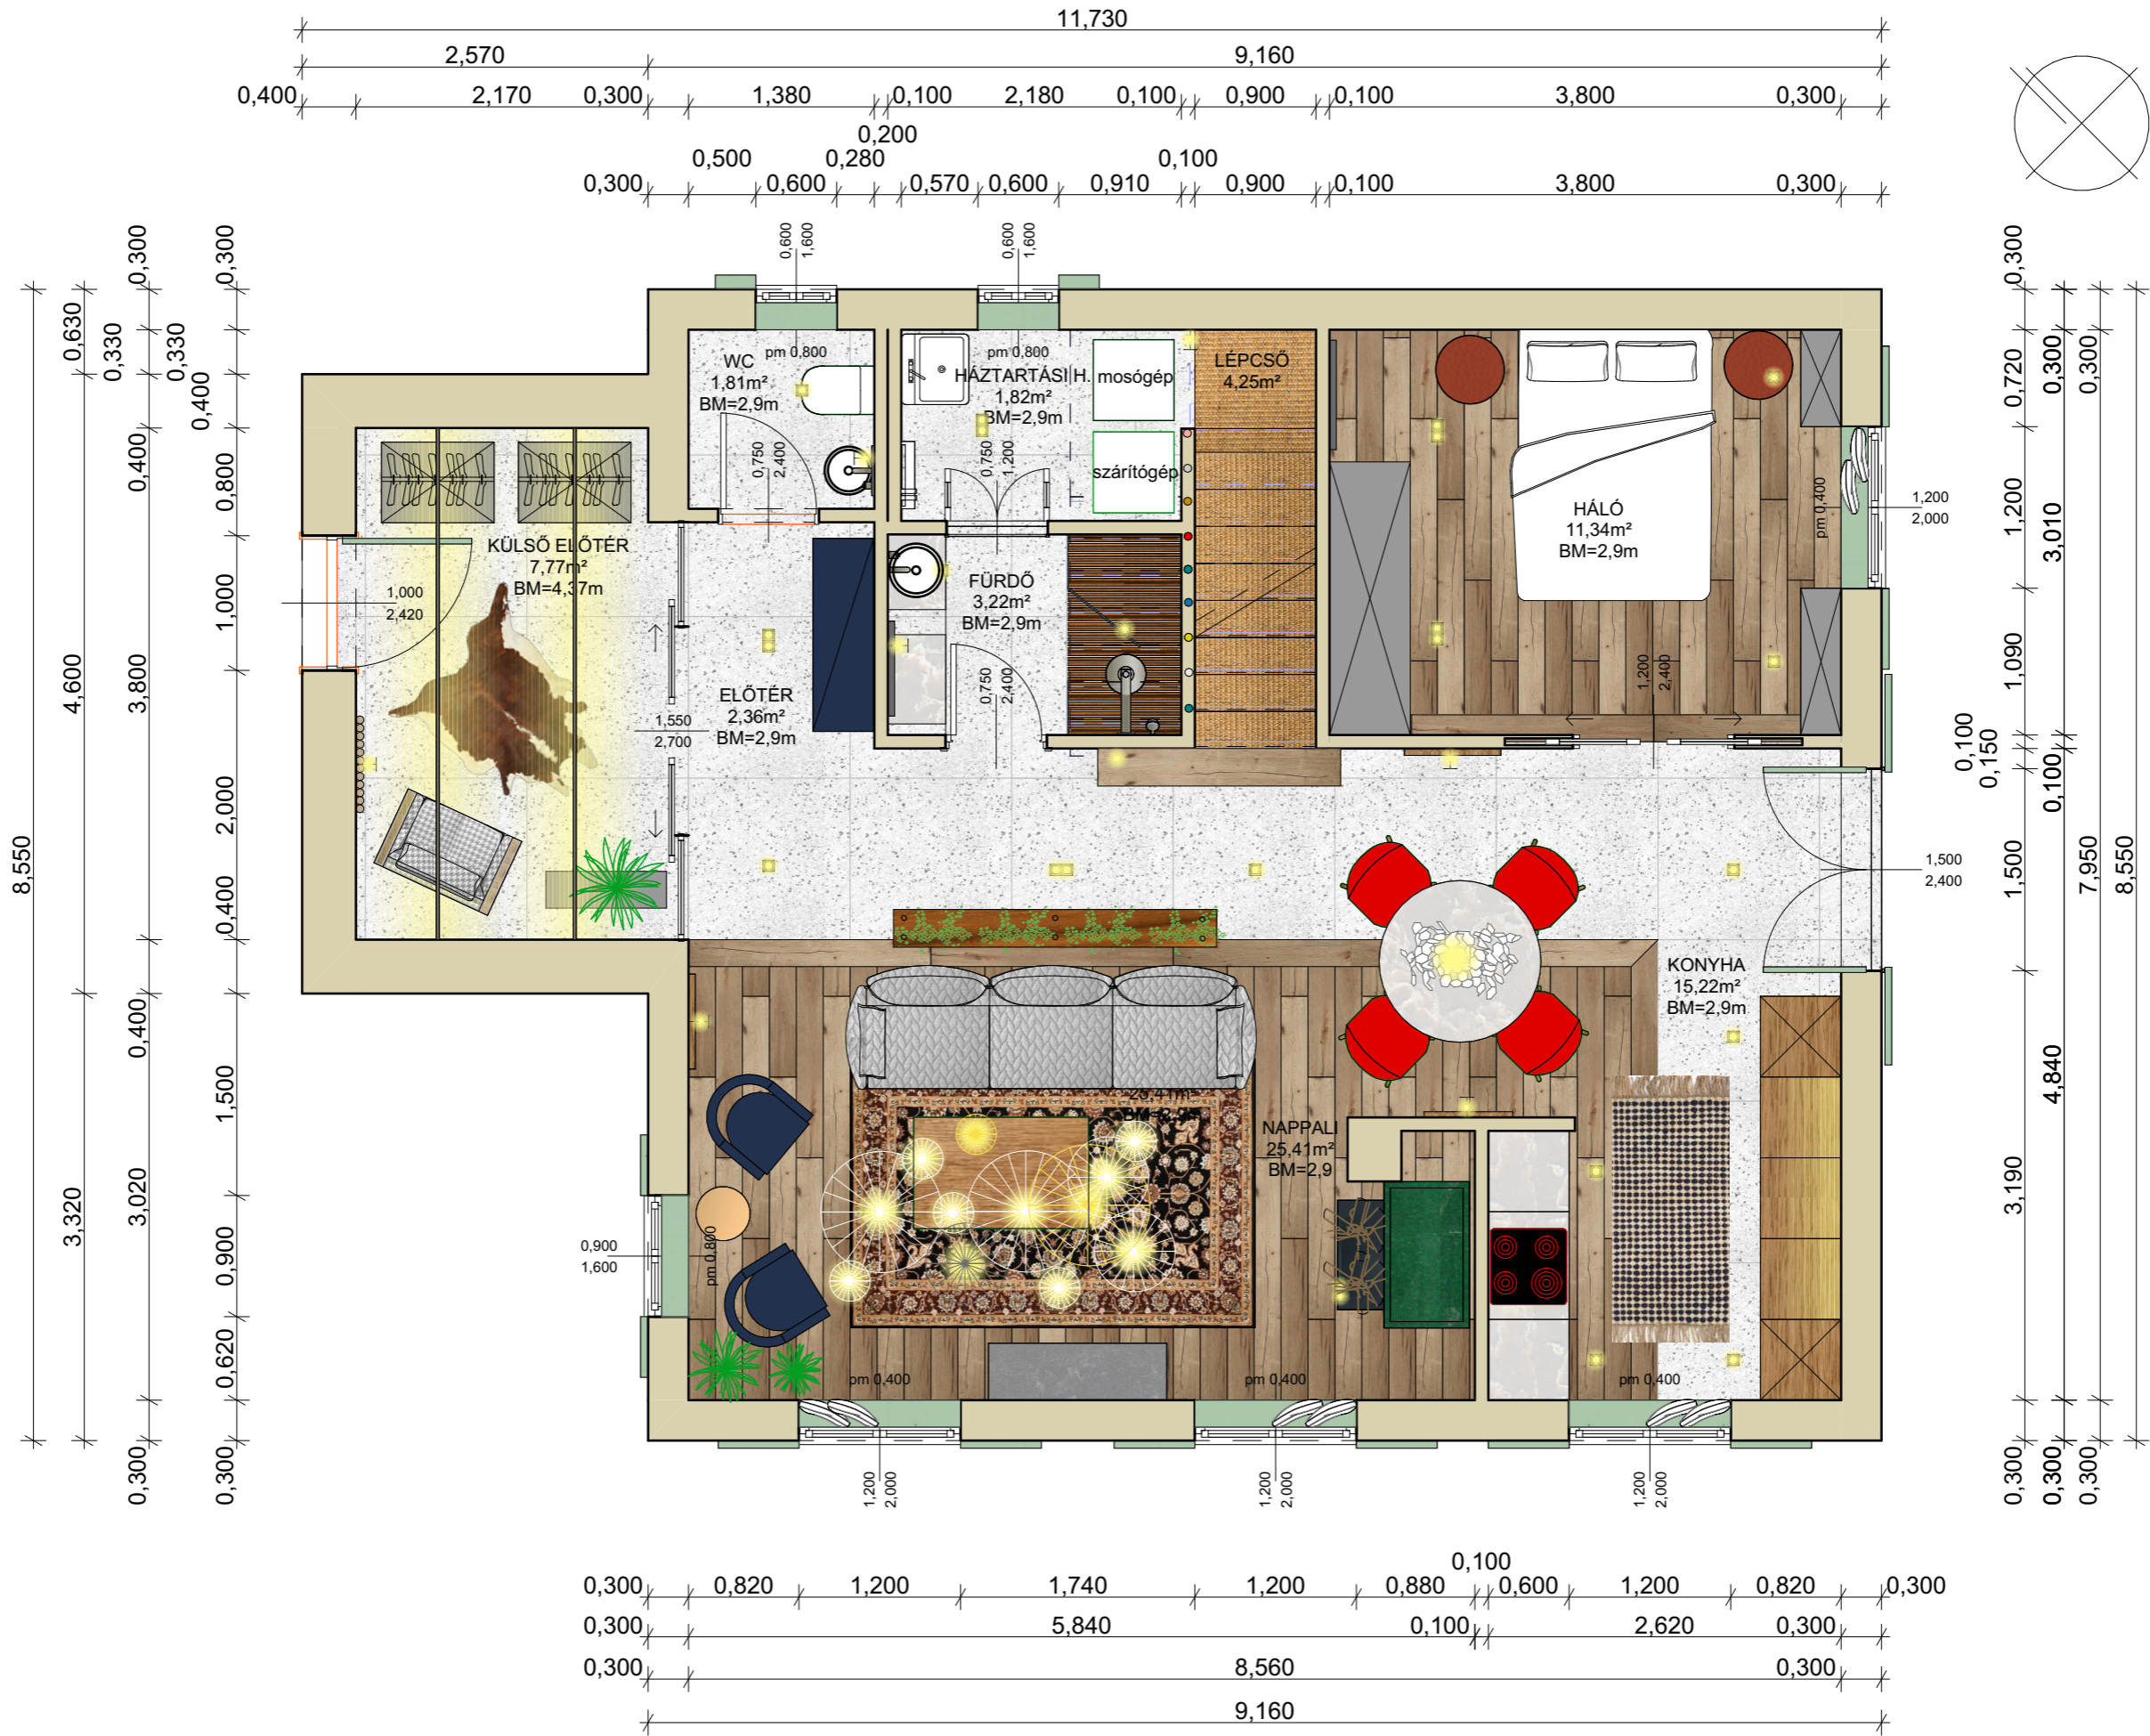 11,730
2,570 9,160
0,400 2,170 0,300 1,380 0,100 2,180 0,100 0,900 0,100 3,800 0,300
0,200
0,500 0,280 0,100
0,300 0,600 0,570 0,600 0,910 0,900 0,100 3,800 0,300
0,600
1,600
0,600
1,600
8,550
0,630
4,600
3,320
0,300
0,330
0,400
3,800
0,400
3,020
0,300
0,300
0,330
0,400
0,800
1,000
2,000
0,400
1,500
0,900
0,620
0,300
WC
1,81m²
BM=2,9m
pm 0,800
0,750
2,400
pm 0,800
HÁZTARTÁSI H.
1,82m²
BM=2,9m
mosógép
szárítógép
0,750
1,200
LÉPCSŐ
4,25m²
HÁLÓ
11,34m²
BM=2,9m
pm 0,400
1,200
2,000
1,200
2,400
KÜLSŐ ELŐTÉR
7,77m²
BM=4,37m
1,000
2,420
FÜRDŐ
3,22m²
BM=2,9m
0,750
2,400
ELŐTÉR
2,36m²
BM=2,9m
1,550
2,700
1,500
2,400
KONYHA
15,22m²
BM=2,9m
NAPPALI
25,41m²
BM=2,9
25,41m²
BM=2,9m
0,900
1,600
pm 0,800
pm 0,400
pm 0,400
pm 0,400
1,200
2,000
1,200
2,000
1,200
2,000
0,300
0,720
1,200
1,090
0,100
0,150
1,500
3,190
0,300
0,300
3,010
0,100
4,840
0,300
0,300
7,950
0,300
8,550
0,100
0,300 0,820 1,200 1,740 1,200 0,880 0,600 1,200 0,820 0,300
0,300 5,840 0,100 2,620 0,300
0,300 8,560 0,300
9,160